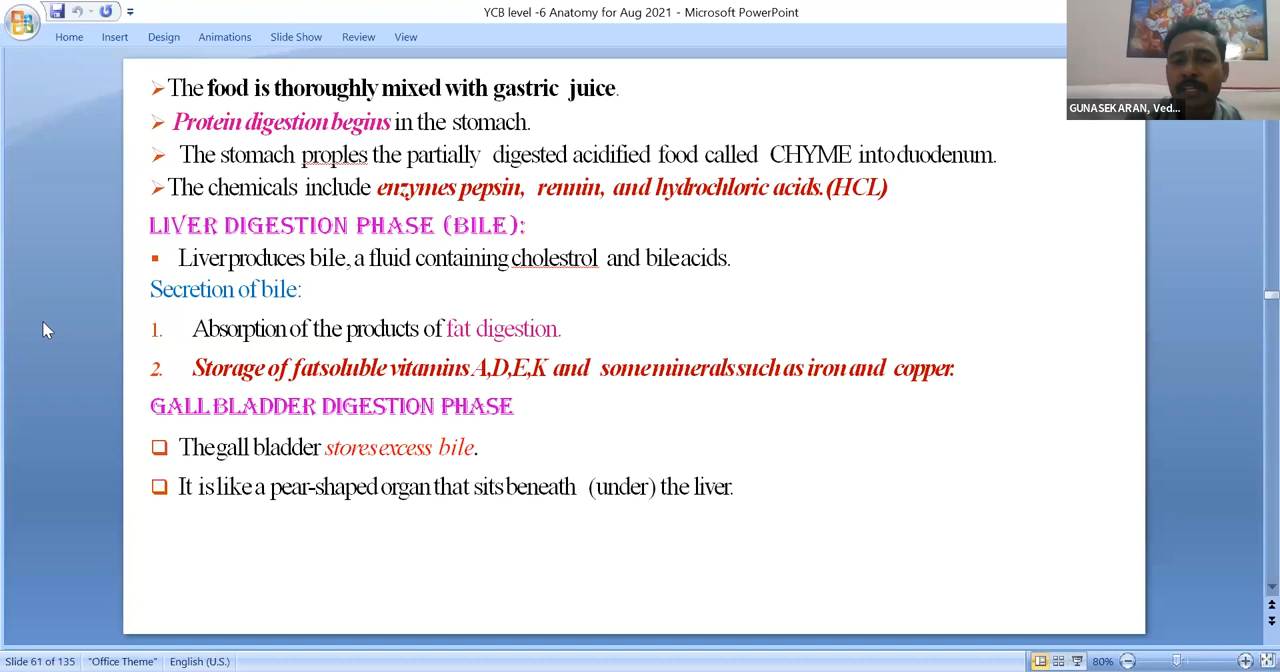 YCB level -6 Anatomy for Aug 2021 - Microsoft PowerPoint
Home Insert Design Animations Slide Show Review View
GUNASEKARAN, Ved...
The food is thoroughly mixed with gastric juice.
Protein digestion begins in the stomach.
The stomach proples the partially digested acidified food called CHYME into duodenum.
The chemicals include enzymes pepsin, rennin, and hydrochloric acids.(HCL)
LIVER DIGESTION PHASE (BILE):
Liver produces bile, a fluid containing cholestrol and bile acids.
Secretion of bile:
1. Absorption of the products of fat digestion.
2. Storage of fat soluble vitamins A,D,E,K and some minerals such as iron and copper.
GALL BLADDER DIGESTION PHASE
The gall bladder stores excess bile.
It is like a pear-shaped organ that sits beneath (under) the liver.
Slide 61 of 135 "Office Theme" English (U.S.) 80%